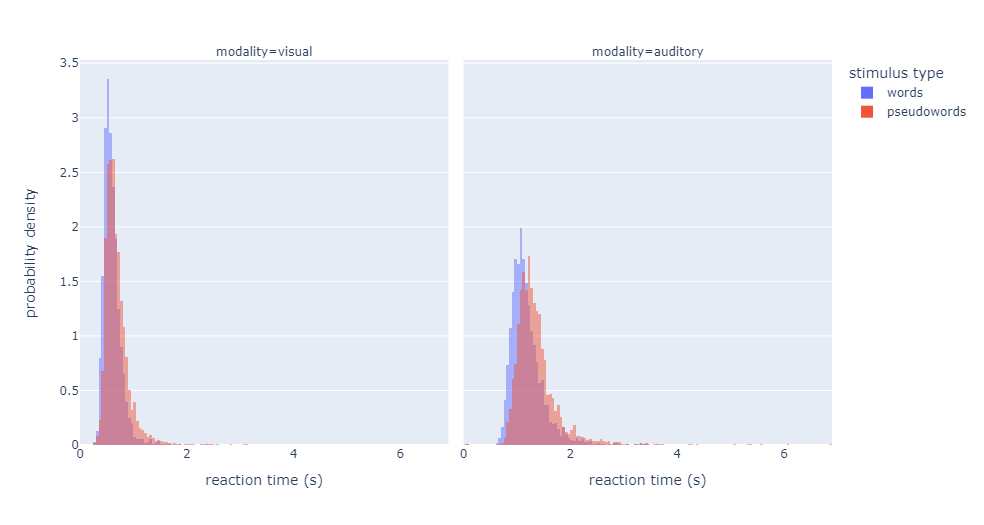 modality=visual
modality=auditory
stimulus type
words
pseudowords
probability density
3.5
3
2.5
2
1.5
1
0.5
0
0
2
4
6
0
2
4
6
reaction time (s)
reaction time (s)